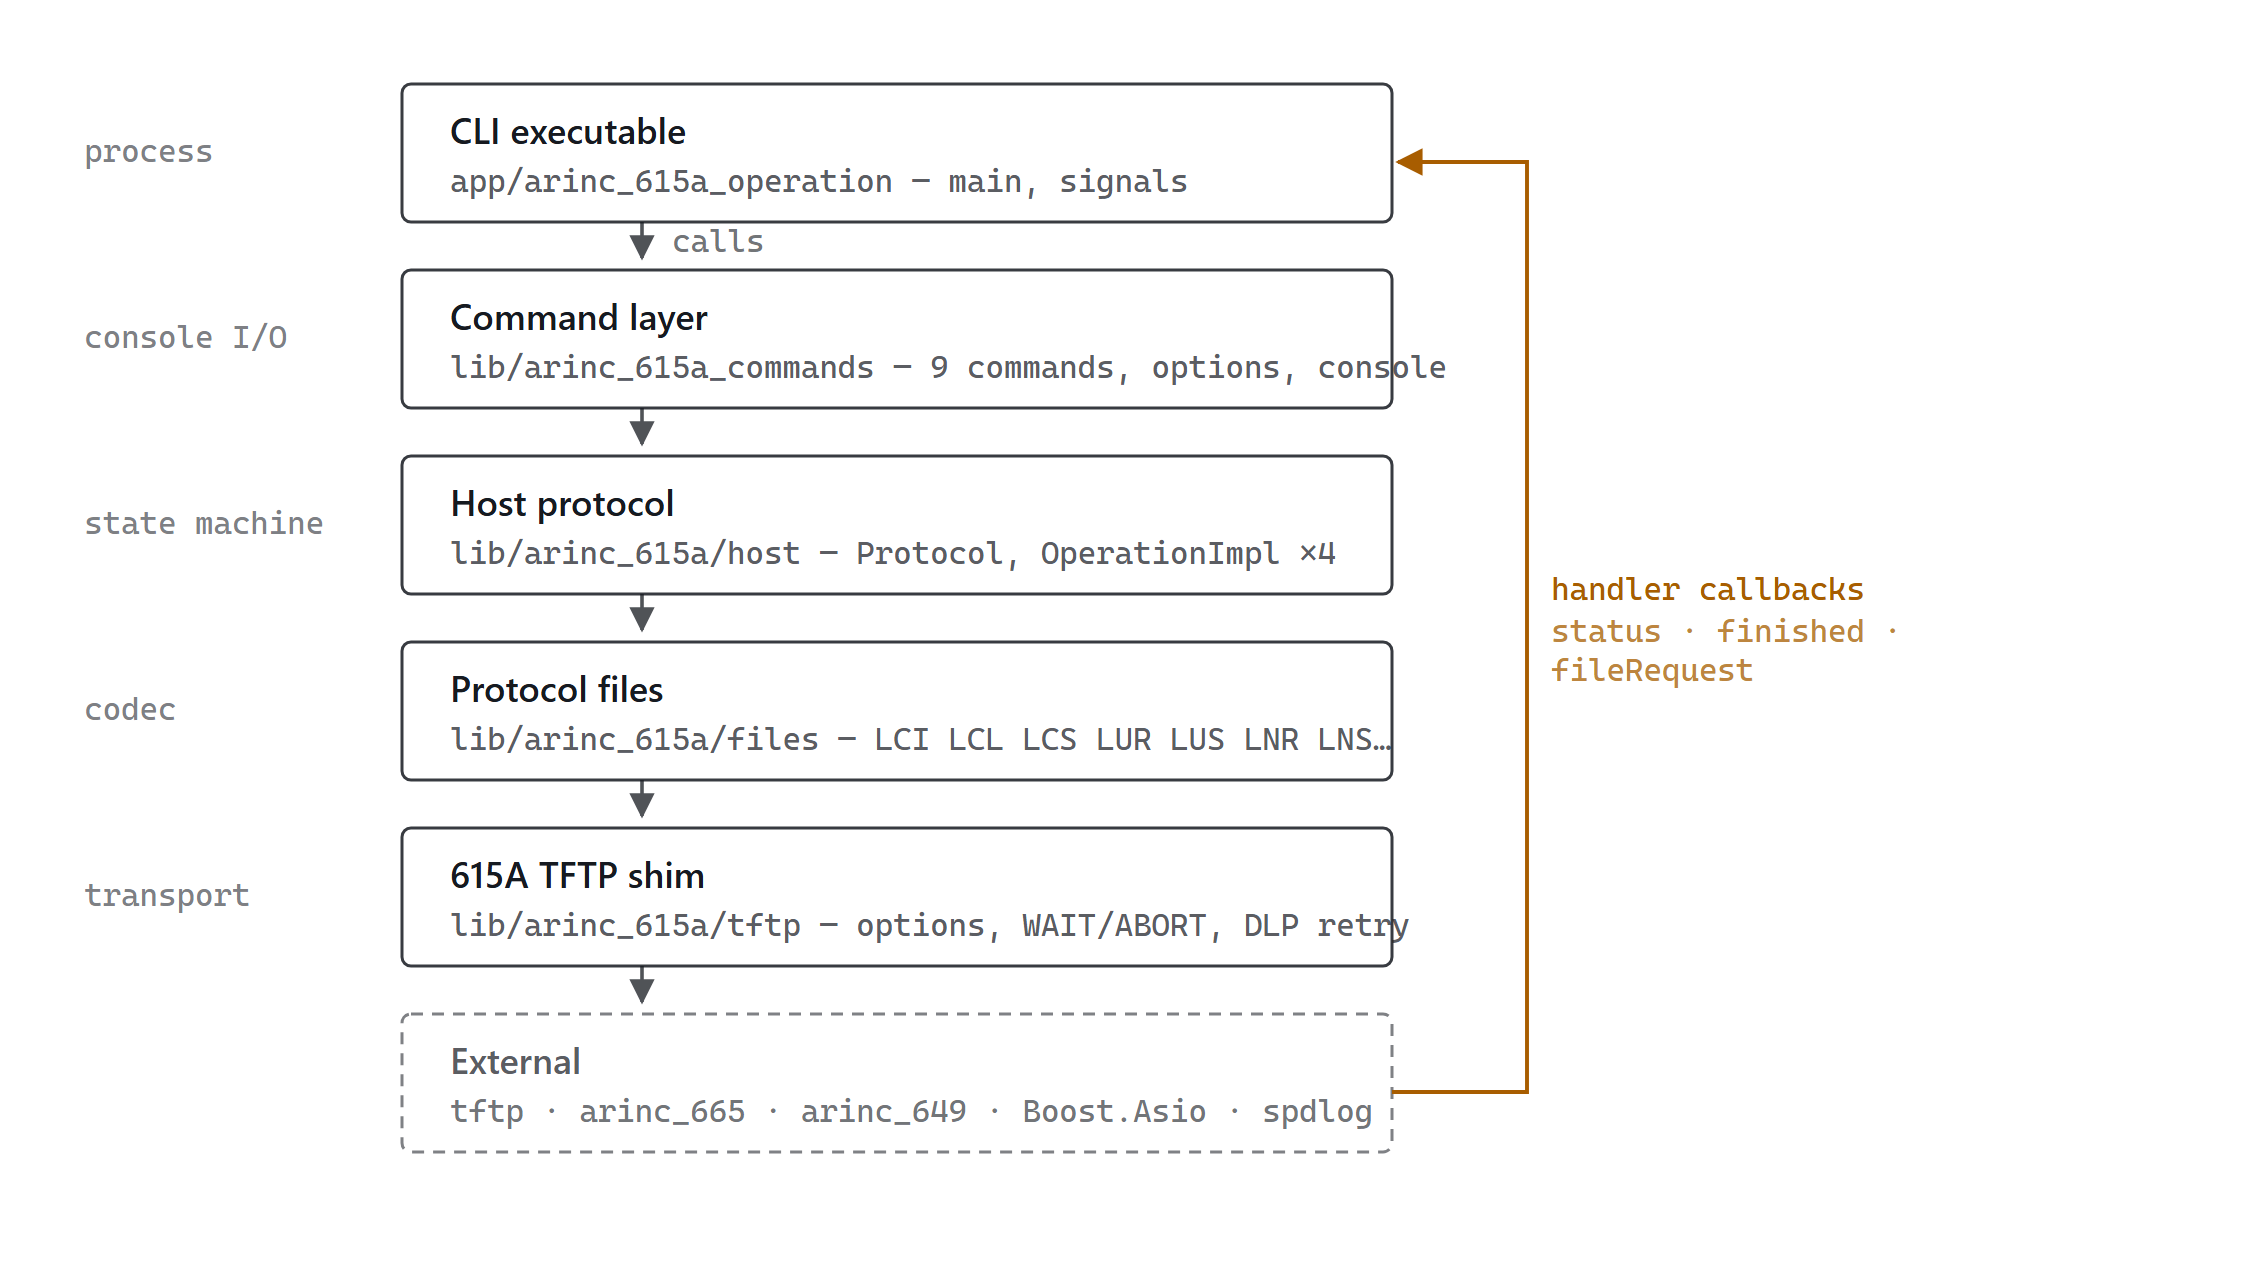 process
CLI executable
app/arinc_615a_operation — main, signals
calls
console I/O
Command layer
lib/arinc_615a_commands — 9 commands, options, console
state machine
Host protocol
lib/arinc_615a/host — Protocol, OperationImpl ×4
handler callbacks
status · finished ·
fileRequest
codec
Protocol files
lib/arinc_615a/files — LCI LCL LCS LUR LUS LNR LNS…
transport
615A TFTP shim
lib/arinc_615a/tftp — options, WAIT/ABORT, DLP retry
External
tftp · arinc_665 · arinc_649 · Boost.Asio · spdlog